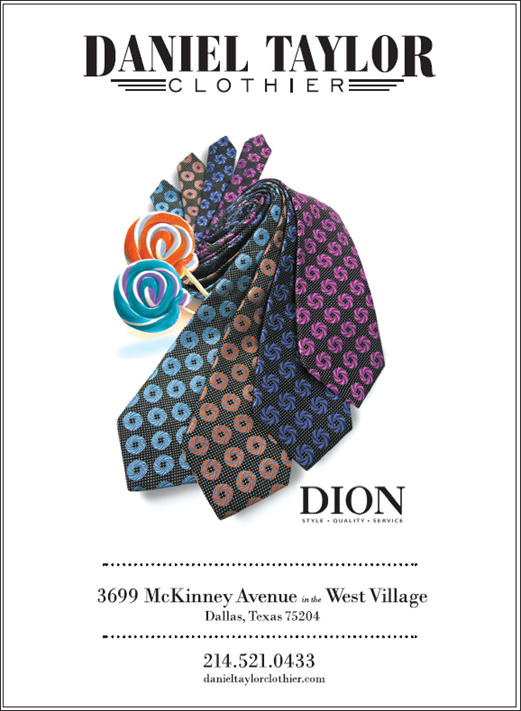 DANIEL TAYLOR
CLOTHIER
DION
STYLE • QUALITY • SERVICE
3699 McKinney Avenue in the West Village
Dallas, Texas 75204
214.521.0433
danieltaylorclothier.com